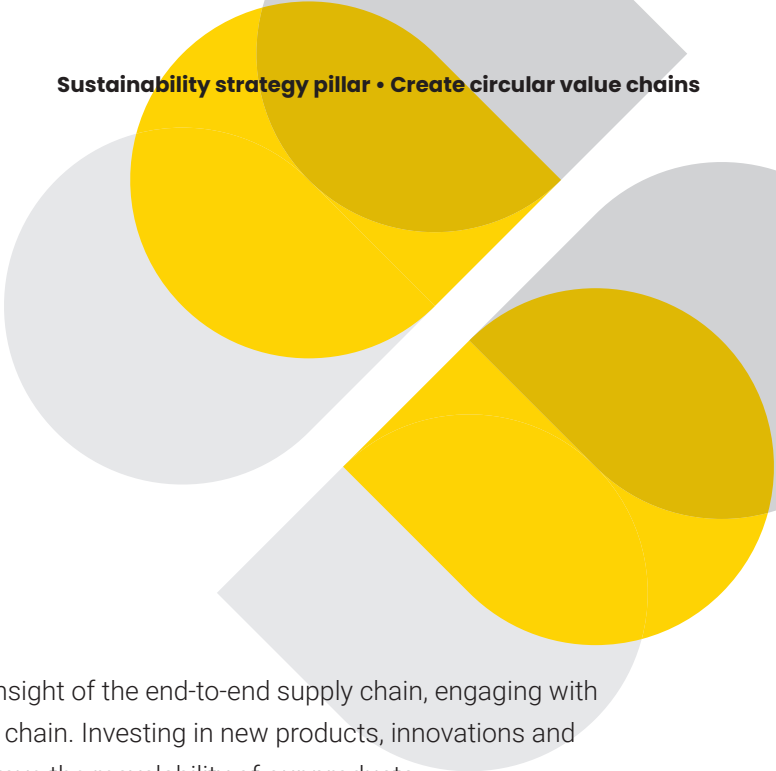 Sustainability strategy pillar • Create circular value chains
nsight of the end-to-end supply chain, engaging with
chain. Investing in new products, innovations and